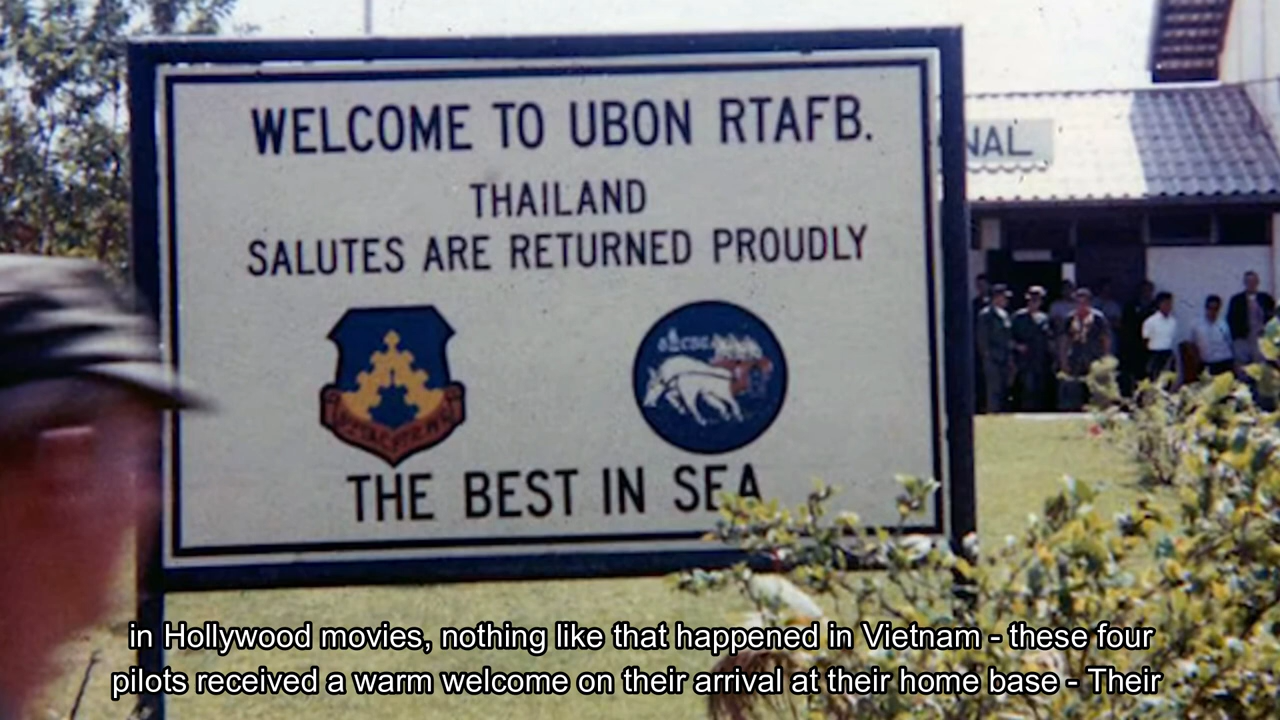 WELCOME TO UBON RTAFB.
THAILAND
SALUTES ARE RETURNED PROUDLY
THE BEST IN SEA
NAL
in Hollywood movies, nothing like that happened in Vietnam - these four
pilots received a warm welcome on their arrival at their home base - Their